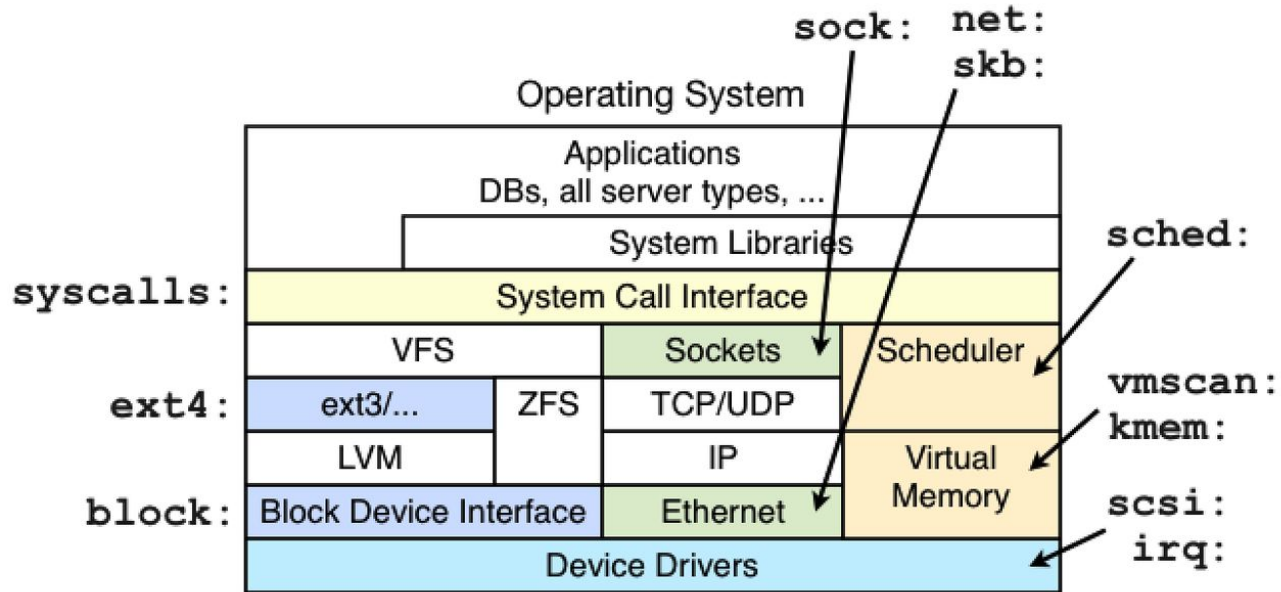 sock:
net:
skb:
Operating System
Applications
DBs, all server types, ...
System Libraries
sched:
syscalls:
System Call Interface
VFS
Sockets
Scheduler
ext4:
ext3/...
ZFS
TCP/UDP
vmscan:
kmem:
LVM
IP
Virtual
Memory
block:
Block Device Interface
Ethernet
scsi:
irq:
Device Drivers